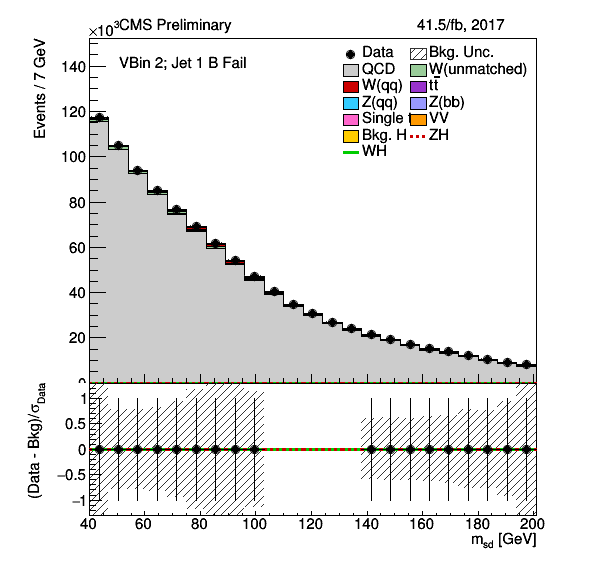 ×10³ CMS Preliminary 41.5/fb, 2017
VBin 2; Jet 1 B Fail
Data
Bkg. Unc.
QCD
W(unmatched)
W(qq)
tt̄
Z(qq)
Z(bb)
Single
VV
Bkg. H
ZH
WH
Events / 7 GeV
140
120
100
80
60
40
20
0
(Data - Bkg)/σData
1
0.5
0
−0.5
−1
40 60 80 100 120 140 160 180 200
msd [GeV]